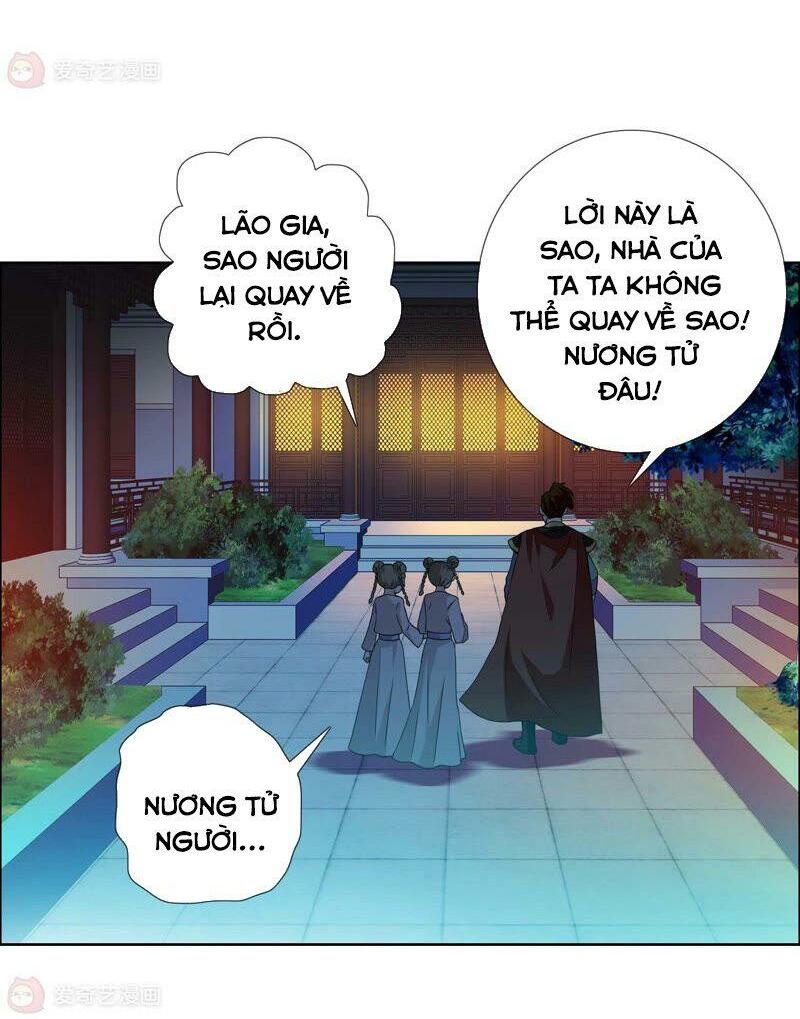 爱奇艺漫画
LÃO GIA,
SAO NGƯỜI
LẠI QUAY VỀ
RỒI.
LỜI NÀY LÀ
SAO, NHÀ CỦA
TA TA KHÔNG
THỂ QUAY VỀ SAO!
NƯƠNG TỬ
ĐÂU!
NƯƠNG TỬ
NGƯỜI...
爱奇艺漫画